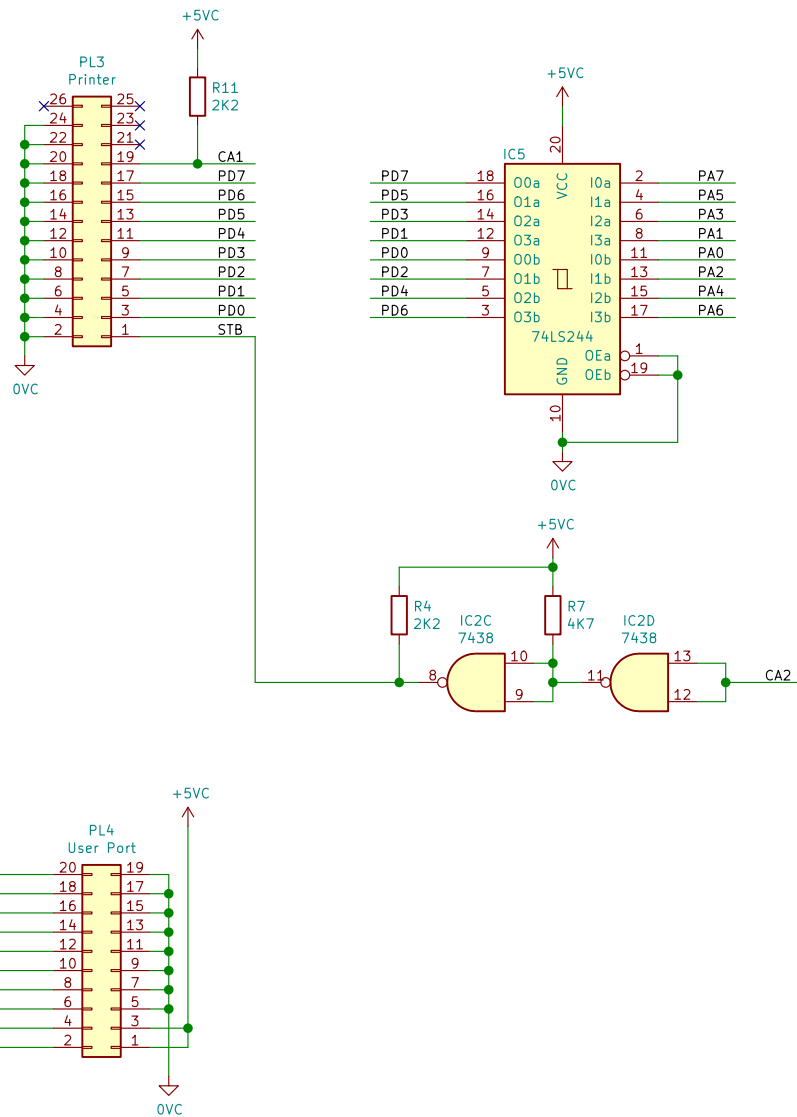 +5VC
PL3
Printer
R11
2K2
26 25
24 23
22 21
20 19 CA1
18 17 PD7
16 15 PD6
14 13 PD5
12 11 PD4
10 9 PD3
8 7 PD2
6 5 PD1
4 3 PD0
2 1 STB
0VC
+5VC
20
IC5
VCC
PD7 18 O0a I0a 2 PA7
PD5 16 O1a I1a 4 PA5
PD3 14 O2a I2a 6 PA3
PD1 12 O3a I3a 8 PA1
PD0 9 O0b I0b 11 PA0
PD2 7 O1b I1b 13 PA2
PD4 5 O2b I2b 15 PA4
PD6 3 O3b I3b 17 PA6
74LS244
OEa 1
GND
OEb 19
10
0VC
+5VC
R4
2K2
R7
4K7
IC2C
7438
IC2D
7438
10
9
8
13
12
11
CA2
+5VC
PL4
User Port
20 19
18 17
16 15
14 13
12 11
10 9
8 7
6 5
4 3
2 1
0VC